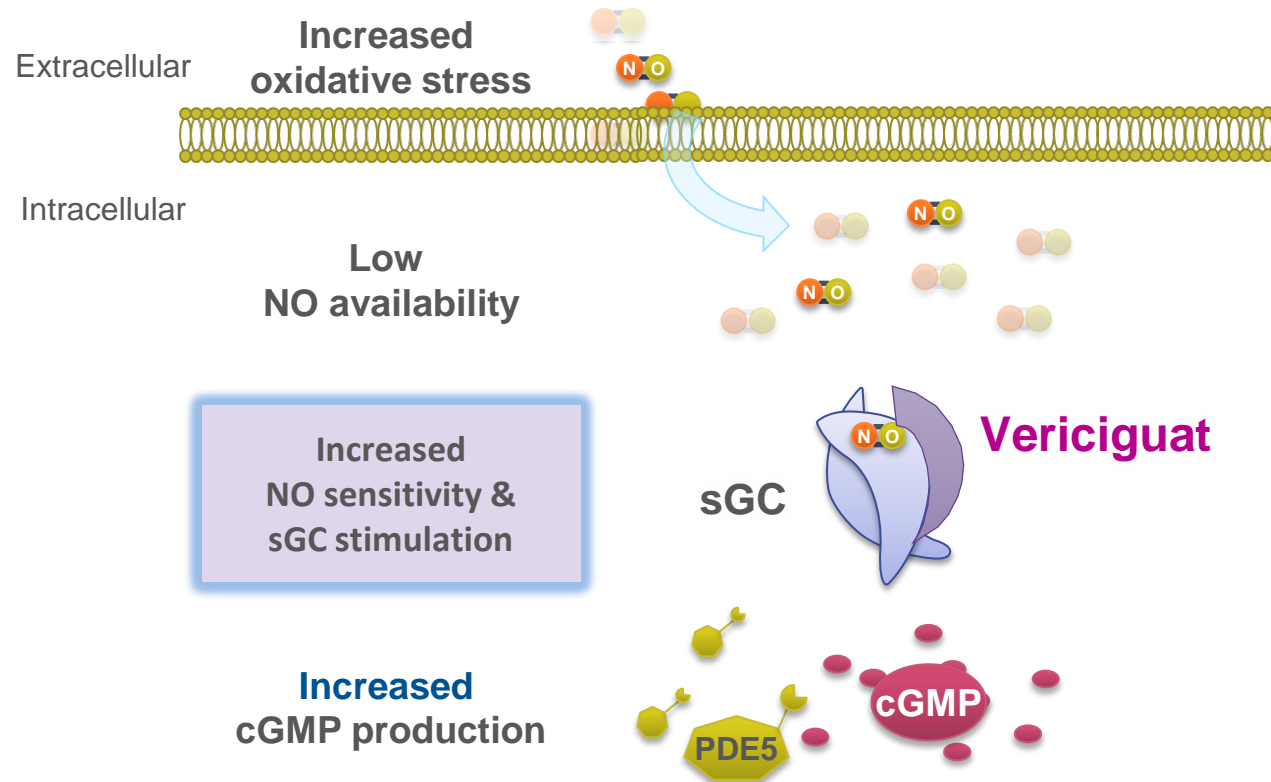 Increased
oxidative stress
Extracellular
N O
Intracellular
N O
Low
NO availability
N O
Increased
NO sensitivity &
sGC stimulation
N O
Vericiguat
sGC
Increased
cGMP production
PDE5
cGMP